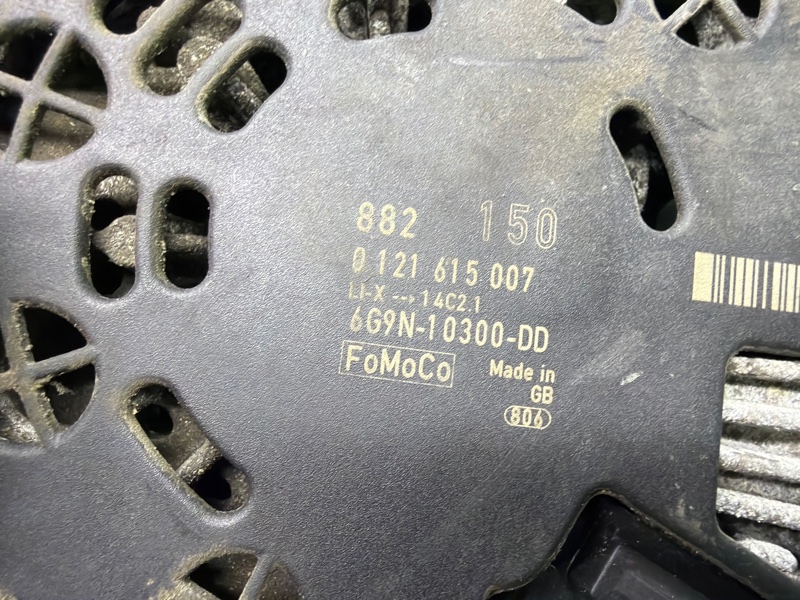 882 150
0 121 615 007
LI-X --› 14C2.1
6G9N-10300-DD
FoMoCo
Made in
GB
806